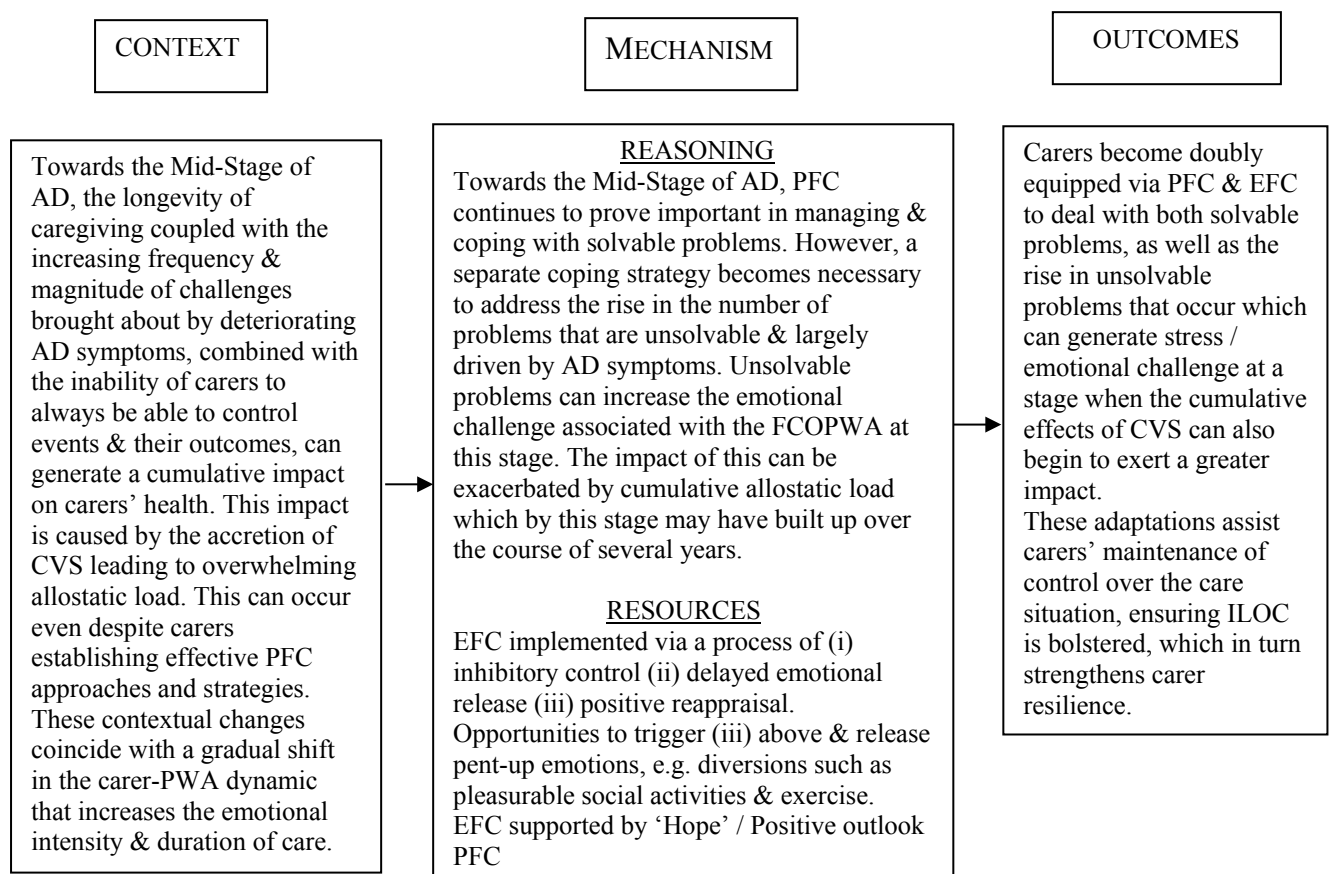 CONTEXT
MECHANISM
OUTCOMES
Towards the Mid-Stage of
AD, the longevity of
caregiving coupled with the
increasing frequency &
magnitude of challenges
brought about by deteriorating
AD symptoms, combined with
the inability of carers to
always be able to control
events & their outcomes, can
generate a cumulative impact
on carers’ health. This impact
is caused by the accretion of
CVS leading to overwhelming
allostatic load. This can occur
even despite carers
establishing effective PFC
approaches and strategies.
These contextual changes
coincide with a gradual shift
in the carer-PWA dynamic
that increases the emotional
intensity & duration of care.
REASONING
Towards the Mid-Stage of AD, PFC
continues to prove important in managing &
coping with solvable problems. However, a
separate coping strategy becomes necessary
to address the rise in the number of
problems that are unsolvable & largely
driven by AD symptoms. Unsolvable
problems can increase the emotional
challenge associated with the FCOPWA at
this stage. The impact of this can be
exacerbated by cumulative allostatic load
which by this stage may have built up over
the course of several years.
RESOURCES
EFC implemented via a process of (i)
inhibitory control (ii) delayed emotional
release (iii) positive reappraisal.
Opportunities to trigger (iii) above & release
pent-up emotions, e.g. diversions such as
pleasurable social activities & exercise.
EFC supported by ‘Hope’ / Positive outlook
PFC
Carers become doubly
equipped via PFC & EFC
to deal with both solvable
problems, as well as the
rise in unsolvable
problems that occur which
can generate stress /
emotional challenge at a
stage when the cumulative
effects of CVS can also
begin to exert a greater
impact.
These adaptations assist
carers’ maintenance of
control over the care
situation, ensuring ILOC
is bolstered, which in turn
strengthens carer
resilience.